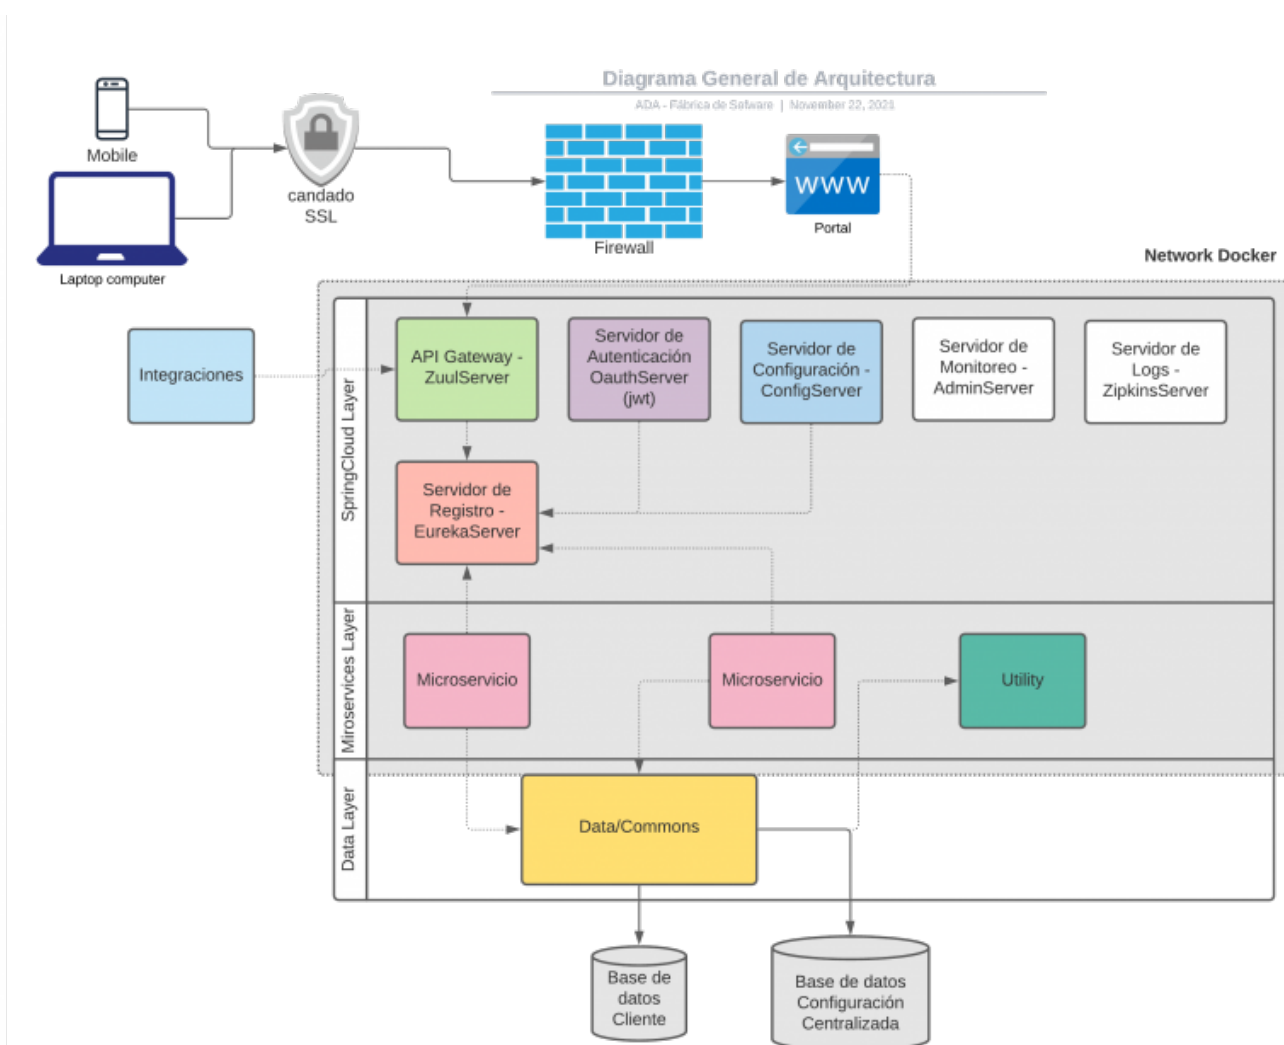 Diagrama General de Arquitectura
ADA - Fábrica de Sofware | November 22, 2021
Mobile
candado
SSL
Laptop computer
Firewall
www
Portal
Network Docker
Integraciones
SpringCloud Layer
API Gateway -
ZuulServer
Servidor de
Autenticación
OauthServer
(jwt)
Servidor de
Configuración -
ConfigServer
Servidor de
Monitoreo -
AdminServer
Servidor de
Logs -
ZipkinsServer
Servidor de
Registro -
EurekaServer
Miroservices Layer
Microservicio
Microservicio
Utility
Data Layer
Data/Commons
Base de
datos
Cliente
Base de datos
Configuración
Centralizada